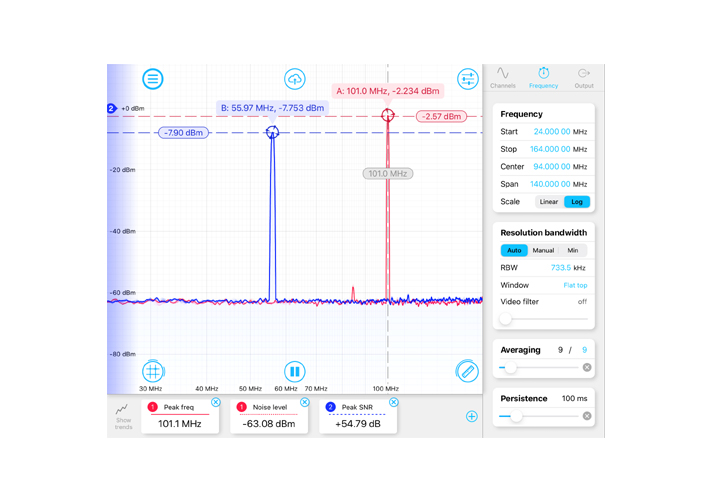 Channels
Frequency
Output
A: 101.0 MHz, -2.234 dBm
B: 55.97 MHz, -7.753 dBm
2
+0 dBm
-2.57 dBm
-7.90 dBm
-20 dBm
101.0 MHz
-40 dBm
-60 dBm
-80 dBm
30 MHz
40 MHz
50 MHz
60 MHz
70 MHz
100 MHz
Frequency
Start 24.000 00 MHz
Stop 164.000 00 MHz
Center 94.000 00 MHz
Span 140.000 00 MHz
Scale Linear Log
Resolution bandwidth
Auto Manual Min
RBW 733.5 kHz
Window Flat top
Video filter off
Averaging 9 / 9
Persistence 100 ms
Show
trends
1 Peak freq
101.1 MHz
1 Noise level
-63.08 dBm
2 Peak SNR
+54.79 dB